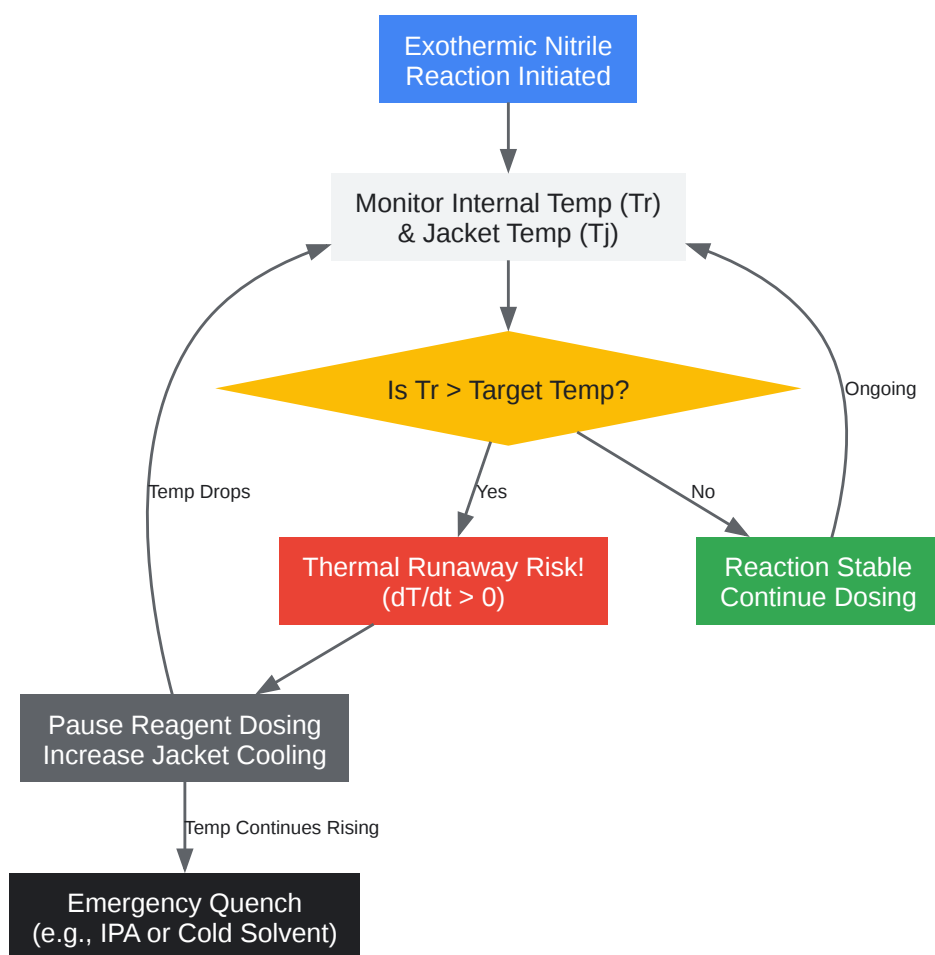 Exothermic Nitrile
Reaction Initiated
Monitor Internal Temp (Tr)
& Jacket Temp (Tj)
Is Tr > Target Temp?
Ongoing
Temp Drops
Yes
No
Thermal Runaway Risk!
(dT/dt > 0)
Reaction Stable
Continue Dosing
Pause Reagent Dosing
Increase Jacket Cooling
Temp Continues Rising
Emergency Quench
(e.g., IPA or Cold Solvent)